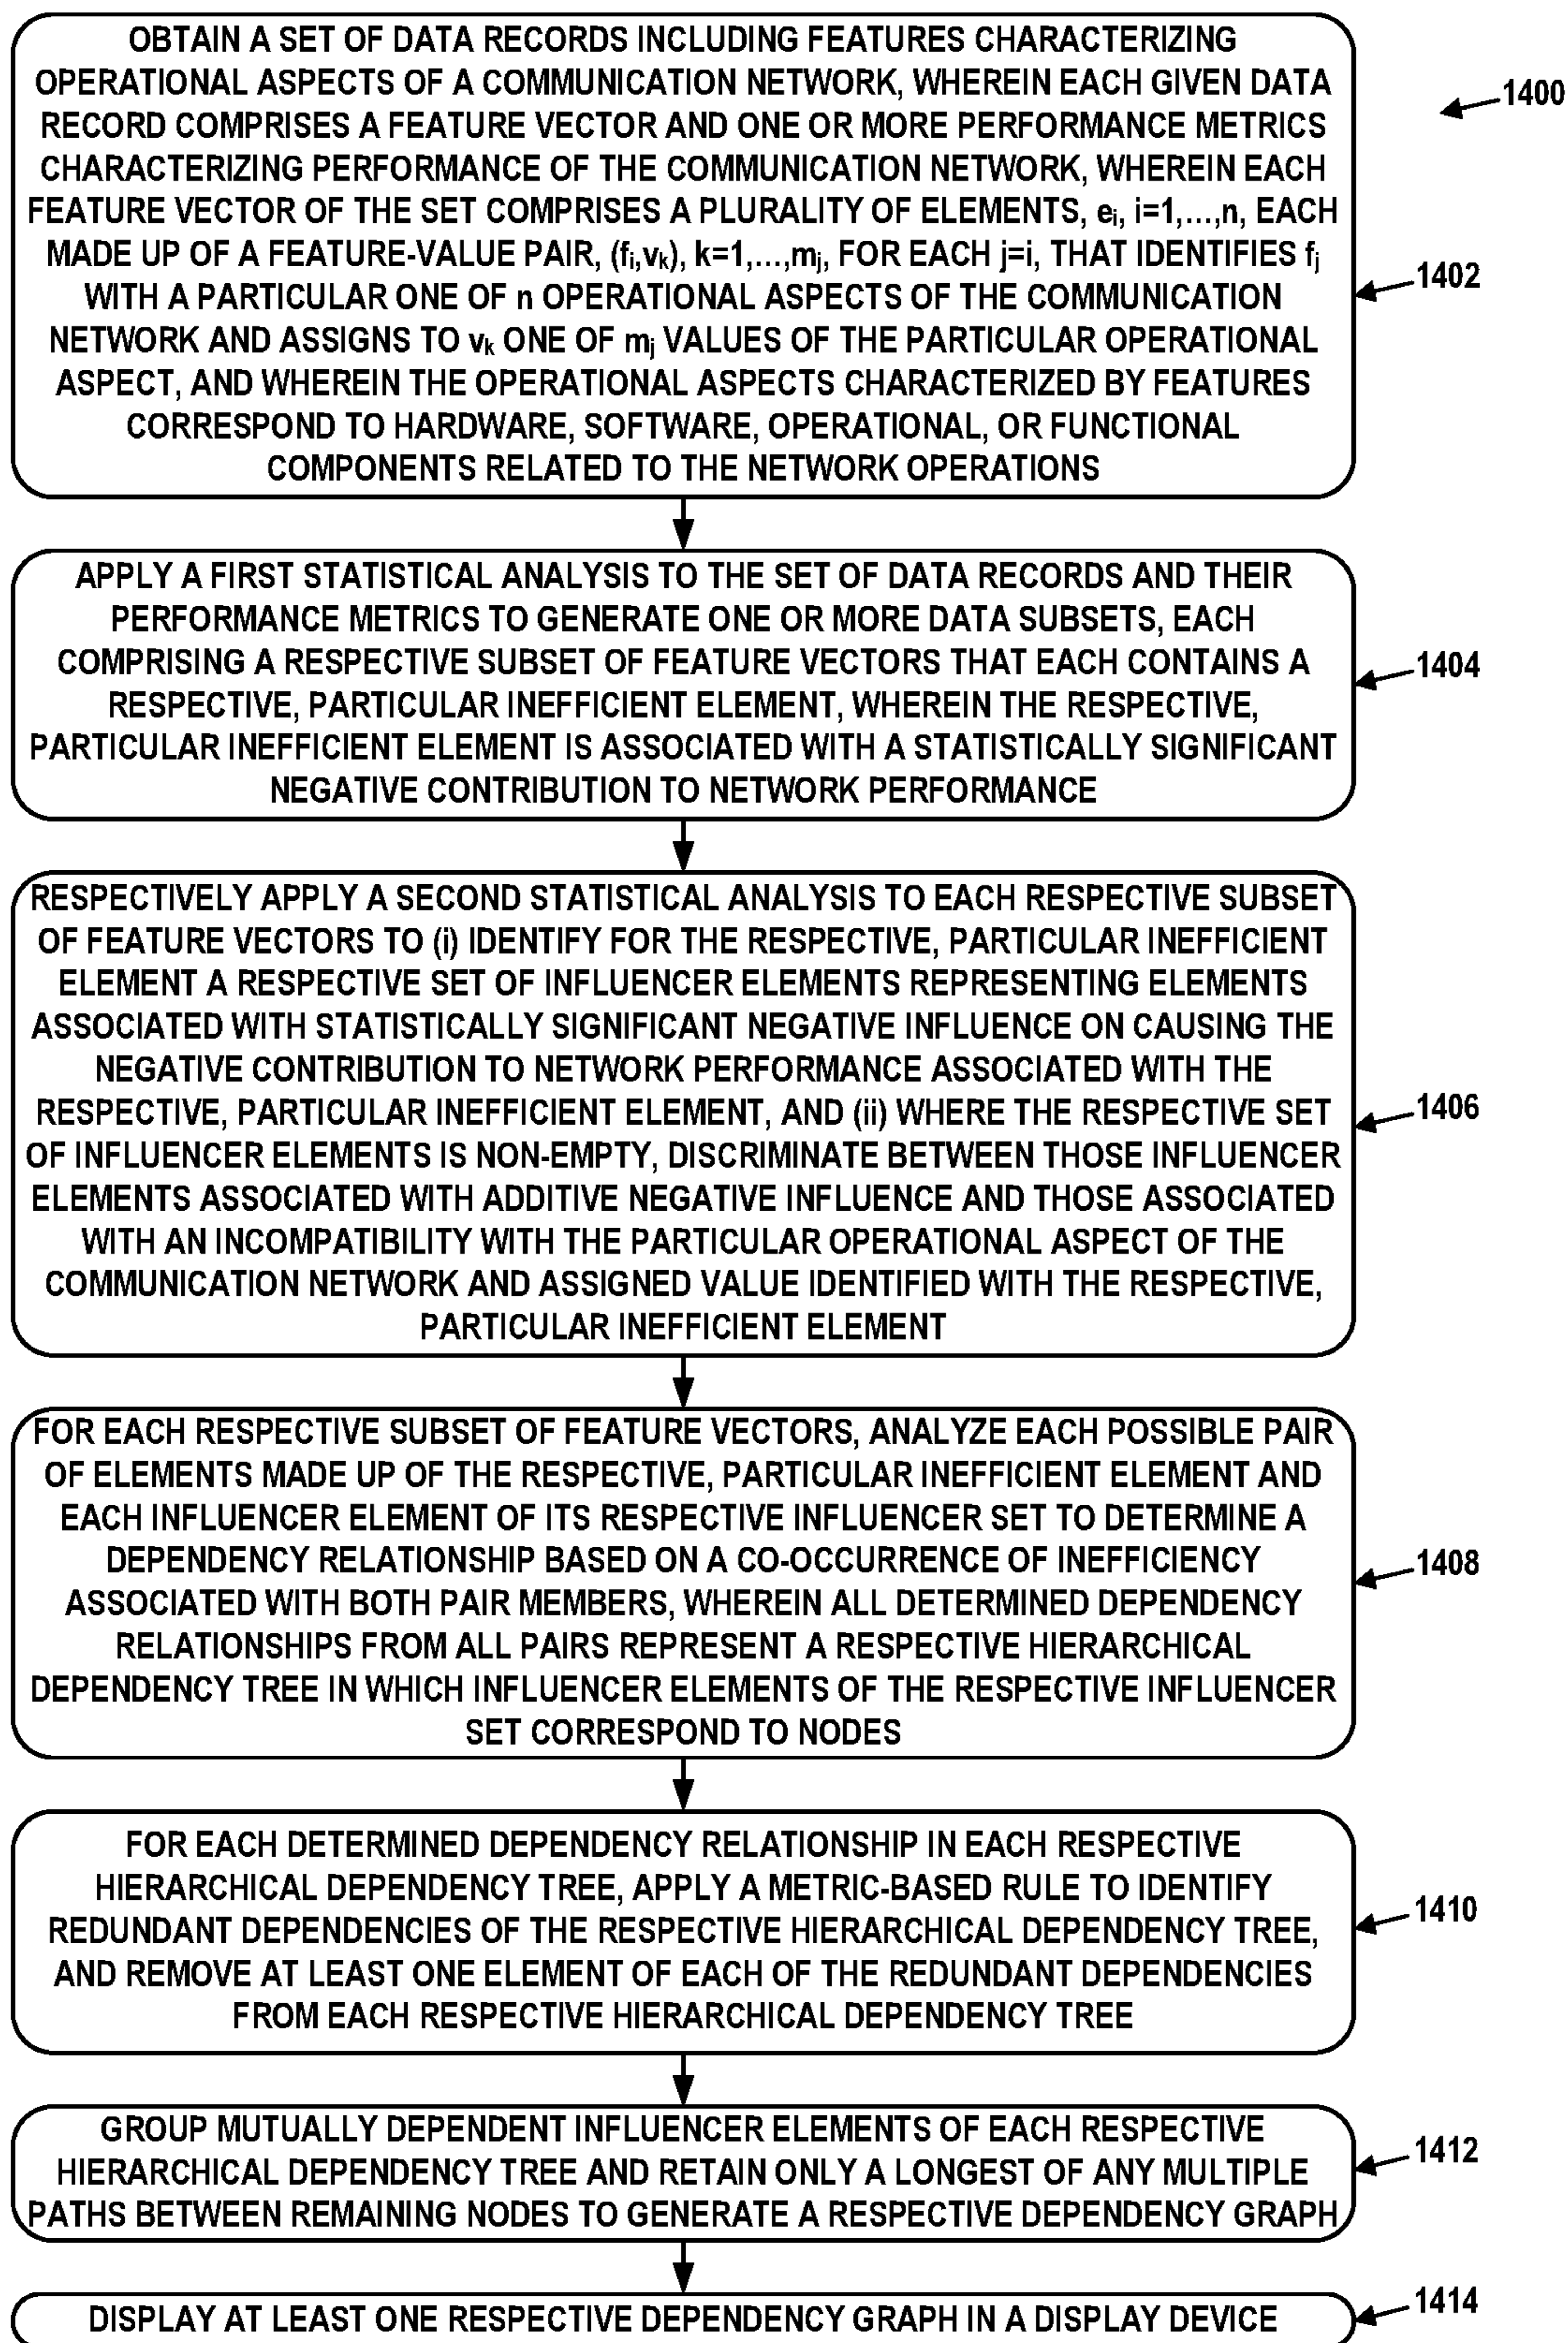 OBTAIN A SET OF DATA RECORDS INCLUDING FEATURES CHARACTERIZING
OPERATIONAL ASPECTS OF A COMMUNICATION NETWORK, WHEREIN EACH GIVEN DATA
RECORD COMPRISES A FEATURE VECTOR AND ONE OR MORE PERFORMANCE METRICS
CHARACTERIZING PERFORMANCE OF THE COMMUNICATION NETWORK, WHEREIN EACH
FEATURE VECTOR OF THE SET COMPRISES A PLURALITY OF ELEMENTS, eᵢ, i=1,...,n, EACH
MADE UP OF A FEATURE-VALUE PAIR, (fᵢ,vₖ), k=1,...,mⱼ, FOR EACH j=i, THAT IDENTIFIES fⱼ
WITH A PARTICULAR ONE OF n OPERATIONAL ASPECTS OF THE COMMUNICATION
NETWORK AND ASSIGNS TO vₖ ONE OF mⱼ VALUES OF THE PARTICULAR OPERATIONAL
ASPECT, AND WHEREIN THE OPERATIONAL ASPECTS CHARACTERIZED BY FEATURES
CORRESPOND TO HARDWARE, SOFTWARE, OPERATIONAL, OR FUNCTIONAL
COMPONENTS RELATED TO THE NETWORK OPERATIONS
1400
1402
APPLY A FIRST STATISTICAL ANALYSIS TO THE SET OF DATA RECORDS AND THEIR
PERFORMANCE METRICS TO GENERATE ONE OR MORE DATA SUBSETS, EACH
COMPRISING A RESPECTIVE SUBSET OF FEATURE VECTORS THAT EACH CONTAINS A
RESPECTIVE, PARTICULAR INEFFICIENT ELEMENT, WHEREIN THE RESPECTIVE,
PARTICULAR INEFFICIENT ELEMENT IS ASSOCIATED WITH A STATISTICALLY SIGNIFICANT
NEGATIVE CONTRIBUTION TO NETWORK PERFORMANCE
1404
RESPECTIVELY APPLY A SECOND STATISTICAL ANALYSIS TO EACH RESPECTIVE SUBSET
OF FEATURE VECTORS TO (i) IDENTIFY FOR THE RESPECTIVE, PARTICULAR INEFFICIENT
ELEMENT A RESPECTIVE SET OF INFLUENCER ELEMENTS REPRESENTING ELEMENTS
ASSOCIATED WITH STATISTICALLY SIGNIFICANT NEGATIVE INFLUENCE ON CAUSING THE
NEGATIVE CONTRIBUTION TO NETWORK PERFORMANCE ASSOCIATED WITH THE
RESPECTIVE, PARTICULAR INEFFICIENT ELEMENT, AND (ii) WHERE THE RESPECTIVE SET
OF INFLUENCER ELEMENTS IS NON-EMPTY, DISCRIMINATE BETWEEN THOSE INFLUENCER
ELEMENTS ASSOCIATED WITH ADDITIVE NEGATIVE INFLUENCE AND THOSE ASSOCIATED
WITH AN INCOMPATIBILITY WITH THE PARTICULAR OPERATIONAL ASPECT OF THE
COMMUNICATION NETWORK AND ASSIGNED VALUE IDENTIFIED WITH THE RESPECTIVE,
PARTICULAR INEFFICIENT ELEMENT
1406
FOR EACH RESPECTIVE SUBSET OF FEATURE VECTORS, ANALYZE EACH POSSIBLE PAIR
OF ELEMENTS MADE UP OF THE RESPECTIVE, PARTICULAR INEFFICIENT ELEMENT AND
EACH INFLUENCER ELEMENT OF ITS RESPECTIVE INFLUENCER SET TO DETERMINE A
DEPENDENCY RELATIONSHIP BASED ON A CO-OCCURRENCE OF INEFFICIENCY
ASSOCIATED WITH BOTH PAIR MEMBERS, WHEREIN ALL DETERMINED DEPENDENCY
RELATIONSHIPS FROM ALL PAIRS REPRESENT A RESPECTIVE HIERARCHICAL
DEPENDENCY TREE IN WHICH INFLUENCER ELEMENTS OF THE RESPECTIVE INFLUENCER
SET CORRESPOND TO NODES
1408
FOR EACH DETERMINED DEPENDENCY RELATIONSHIP IN EACH RESPECTIVE
HIERARCHICAL DEPENDENCY TREE, APPLY A METRIC-BASED RULE TO IDENTIFY
REDUNDANT DEPENDENCIES OF THE RESPECTIVE HIERARCHICAL DEPENDENCY TREE,
AND REMOVE AT LEAST ONE ELEMENT OF EACH OF THE REDUNDANT DEPENDENCIES
FROM EACH RESPECTIVE HIERARCHICAL DEPENDENCY TREE
1410
GROUP MUTUALLY DEPENDENT INFLUENCER ELEMENTS OF EACH RESPECTIVE
HIERARCHICAL DEPENDENCY TREE AND RETAIN ONLY A LONGEST OF ANY MULTIPLE
PATHS BETWEEN REMAINING NODES TO GENERATE A RESPECTIVE DEPENDENCY GRAPH
1412
DISPLAY AT LEAST ONE RESPECTIVE DEPENDENCY GRAPH IN A DISPLAY DEVICE
1414